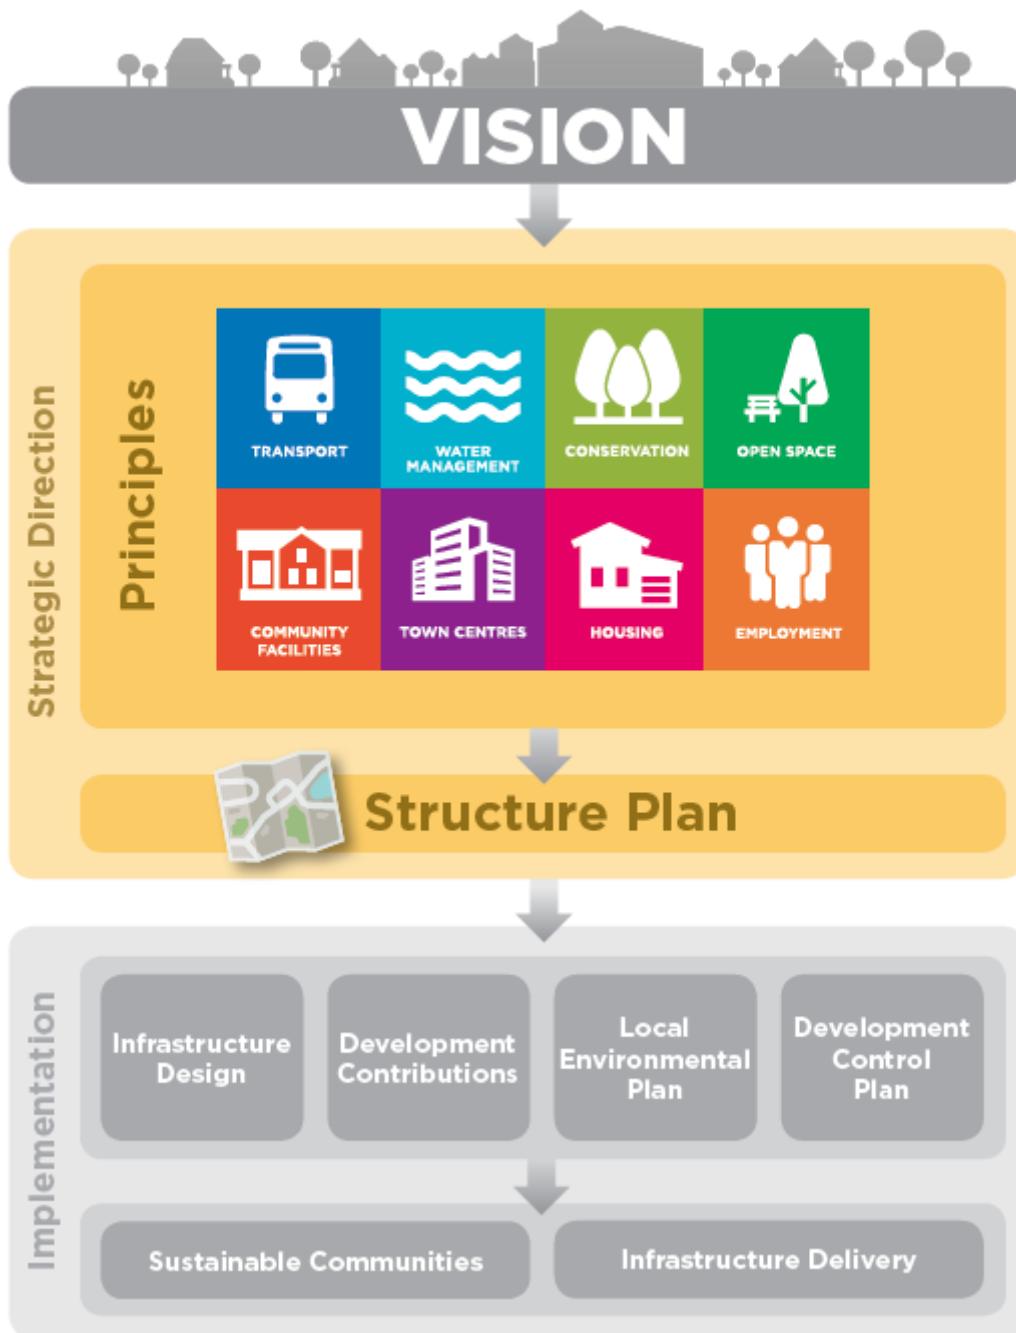 VISION
Strategic Direction
Principles
TRANSPORT
WATER
MANAGEMENT
CONSERVATION
OPEN SPACE
COMMUNITY
FACILITIES
TOWN CENTRES
HOUSING
EMPLOYMENT
Structure Plan
Implementation
Infrastructure
Design
Development
Contributions
Local
Environmental
Plan
Development
Control
Plan
Sustainable Communities
Infrastructure Delivery